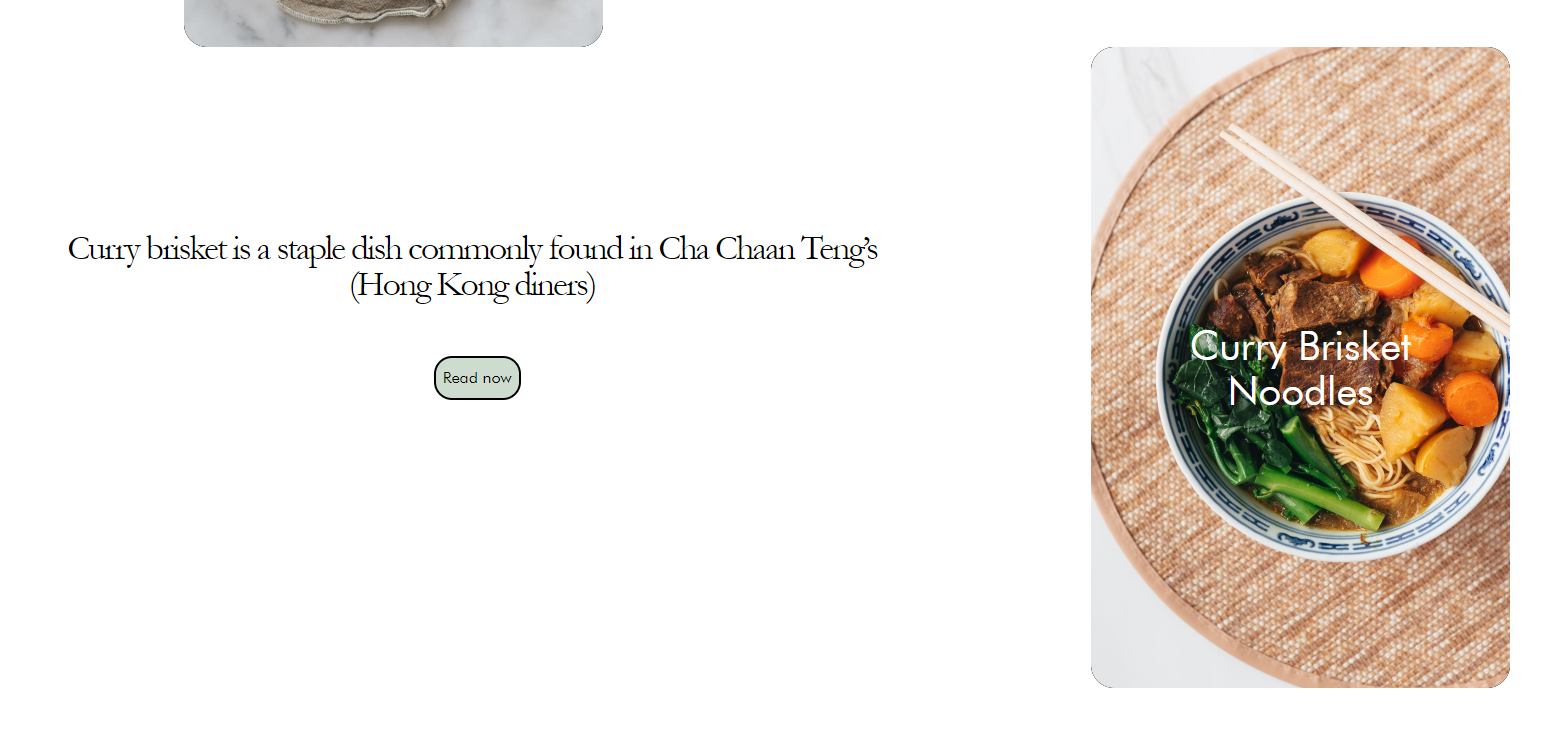 Curry brisket is a staple dish commonly found in Cha Chaan Teng’s
(Hong Kong diners)
Read now
Curry Brisket
Noodles